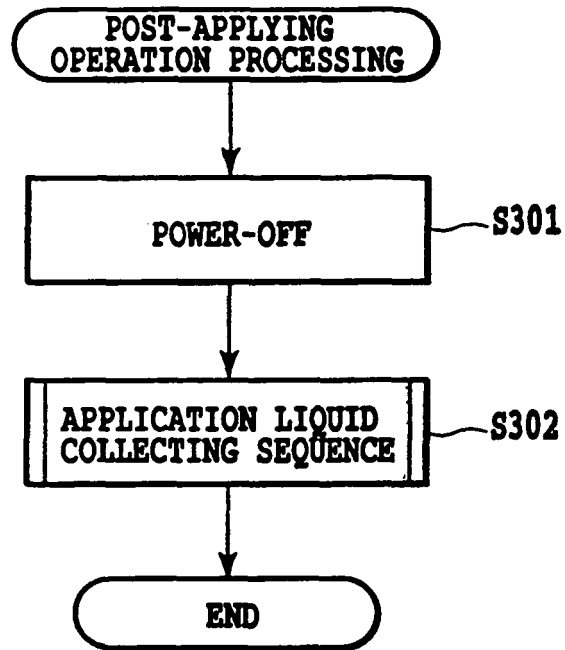 POST-APPLYING
OPERATION PROCESSING
POWER-OFF
S301
APPLICATION LIQUID
COLLECTING SEQUENCE
S302
END